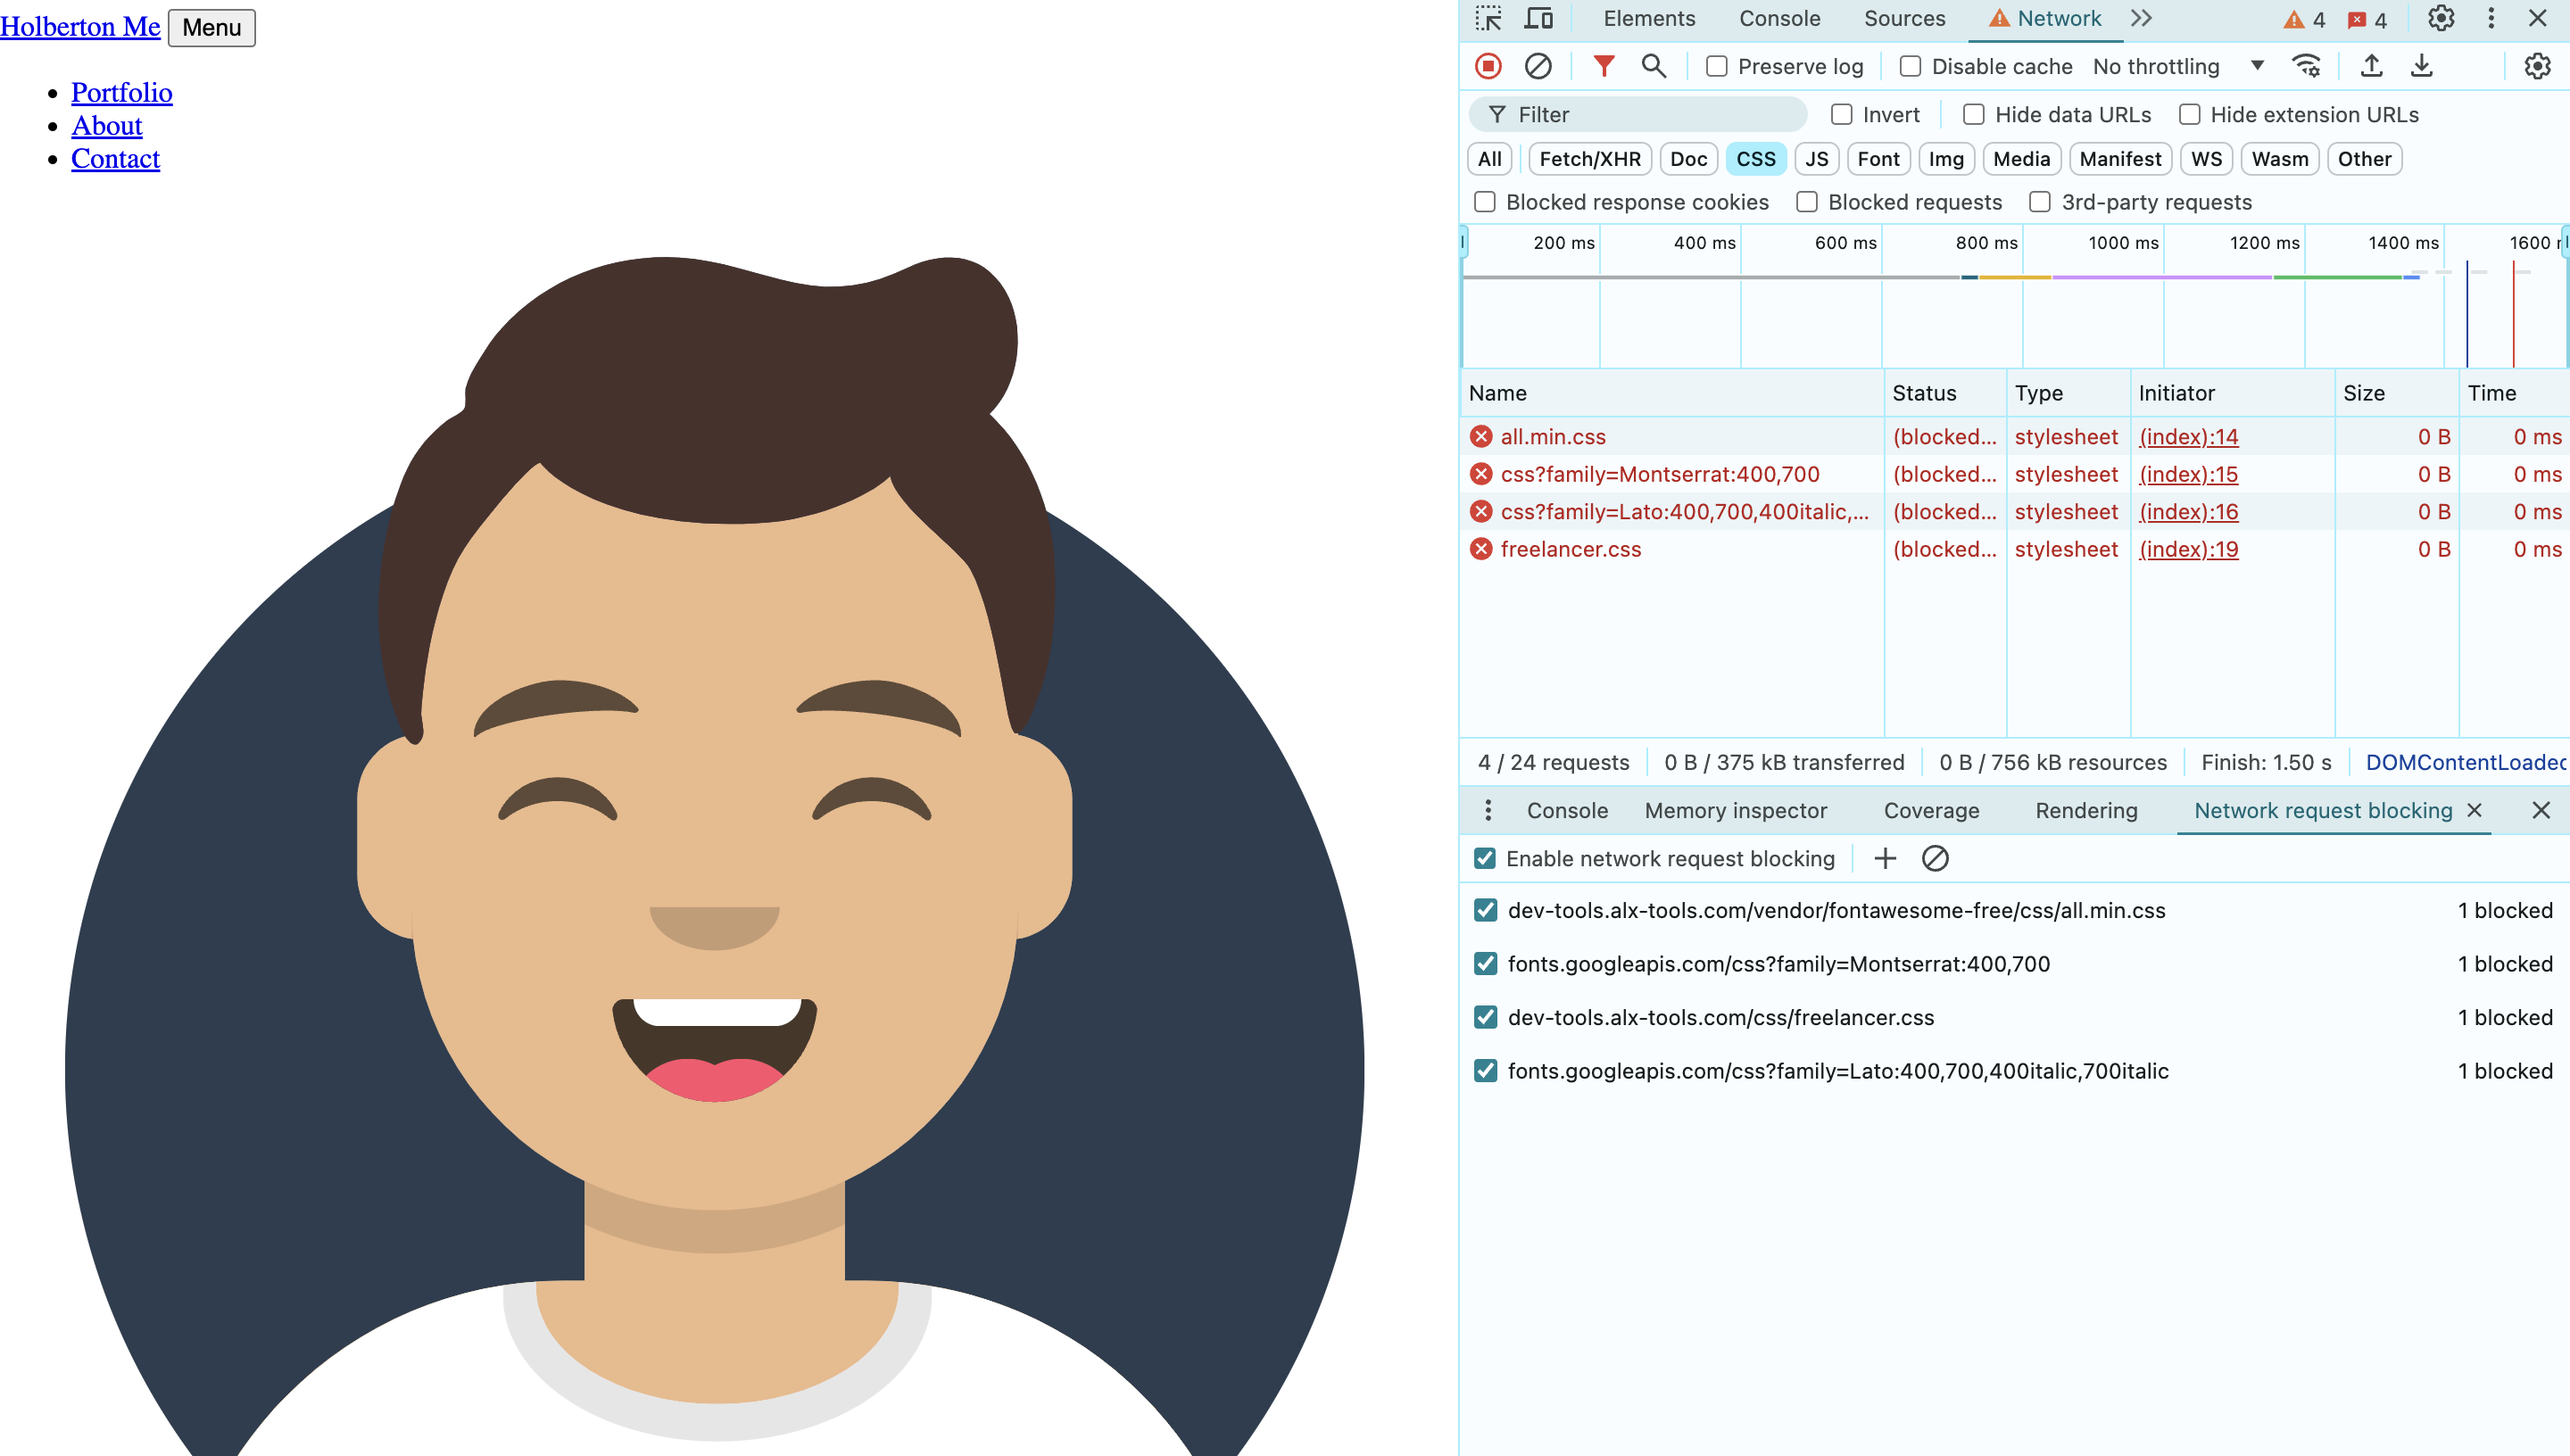 Holberton Me Menu
Portfolio
About
Contact
Elements Console Sources Network 4 4
Preserve log Disable cache No throttling
Filter Invert Hide data URLs Hide extension URLs
All Fetch/XHR Doc CSS JS Font Img Media Manifest WS Wasm Other
Blocked response cookies Blocked requests 3rd-party requests
200 ms 400 ms 600 ms 800 ms 1000 ms 1200 ms 1400 ms 1600
Name Status Type Initiator Size Time
all.min.css (blocked... stylesheet (index):14 0 B 0 ms
css?family=Montserrat:400,700 (blocked... stylesheet (index):15 0 B 0 ms
css?family=Lato:400,700,400italic,... (blocked... stylesheet (index):16 0 B 0 ms
freelancer.css (blocked... stylesheet (index):19 0 B 0 ms
4 / 24 requests 0 B / 375 kB transferred 0 B / 756 kB resources Finish: 1.50 s DOMContentLoaded
Console Memory inspector Coverage Rendering Network request blocking
Enable network request blocking
dev-tools.alx-tools.com/vendor/fontawesome-free/css/all.min.css 1 blocked
fonts.googleapis.com/css?family=Montserrat:400,700 1 blocked
dev-tools.alx-tools.com/css/freelancer.css 1 blocked
fonts.googleapis.com/css?family=Lato:400,700,400italic,700italic 1 blocked